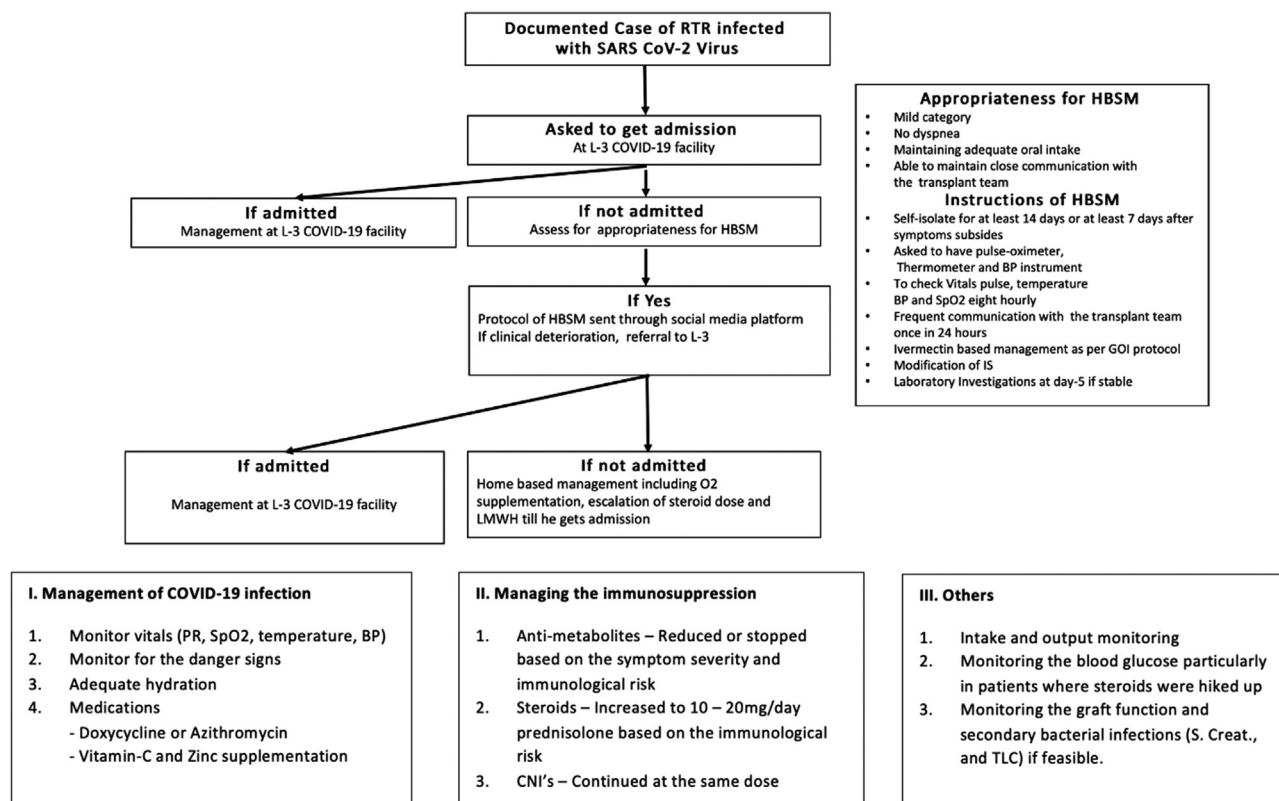 Documented Case of RTR infected
with SARS CoV-2 Virus
Asked to get admission
At L-3 COVID-19 facility
If admitted
Management at L-3 COVID-19 facility
If not admitted
Assess for appropriateness for HBSM
If Yes
Protocol of HBSM sent through social media platform
If clinical deterioration, referral to L-3
If admitted
Management at L-3 COVID-19 facility
If not admitted
Home based management including O2
supplementation, escalation of steroid dose and
LMWH till he gets admission
Appropriateness for HBSM
• Mild category
• No dyspnea
• Maintaining adequate oral intake
• Able to maintain close communication with
the transplant team
Instructions of HBSM
• Self-isolate for at least 14 days or at least 7 days after
symptoms subsides
• Asked to have pulse-oximeter,
Thermometer and BP instrument
• To check Vitals pulse, temperature
BP and SpO2 eight hourly
• Frequent communication with the transplant team
once in 24 hours
• Ivermectin based management as per GOI protocol
• Modification of IS
• Laboratory Investigations at day-5 if stable
I. Management of COVID-19 infection
1. Monitor vitals (PR, SpO2, temperature, BP)
2. Monitor for the danger signs
3. Adequate hydration
4. Medications
- Doxycycline or Azithromycin
- Vitamin-C and Zinc supplementation
II. Managing the immunosuppression
1. Anti-metabolites – Reduced or stopped
based on the symptom severity and
immunological risk
2. Steroids – Increased to 10 – 20mg/day
prednisolone based on the immunological
risk
3. CNI's – Continued at the same dose
III. Others
1. Intake and output monitoring
2. Monitoring the blood glucose particularly
in patients where steroids were hiked up
3. Monitoring the graft function and
secondary bacterial infections (S. Creat.,
and TLC) if feasible.